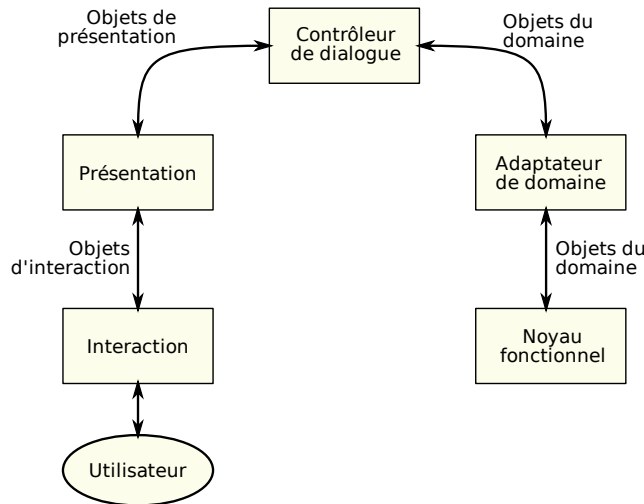 Objets de
présentation
Contrôleur
de dialogue
Objets du
domaine
Présentation
Adaptateur
de domaine
Objets
d'interaction
Objets du
domaine
Interaction
Noyau
fonctionnel
Utilisateur